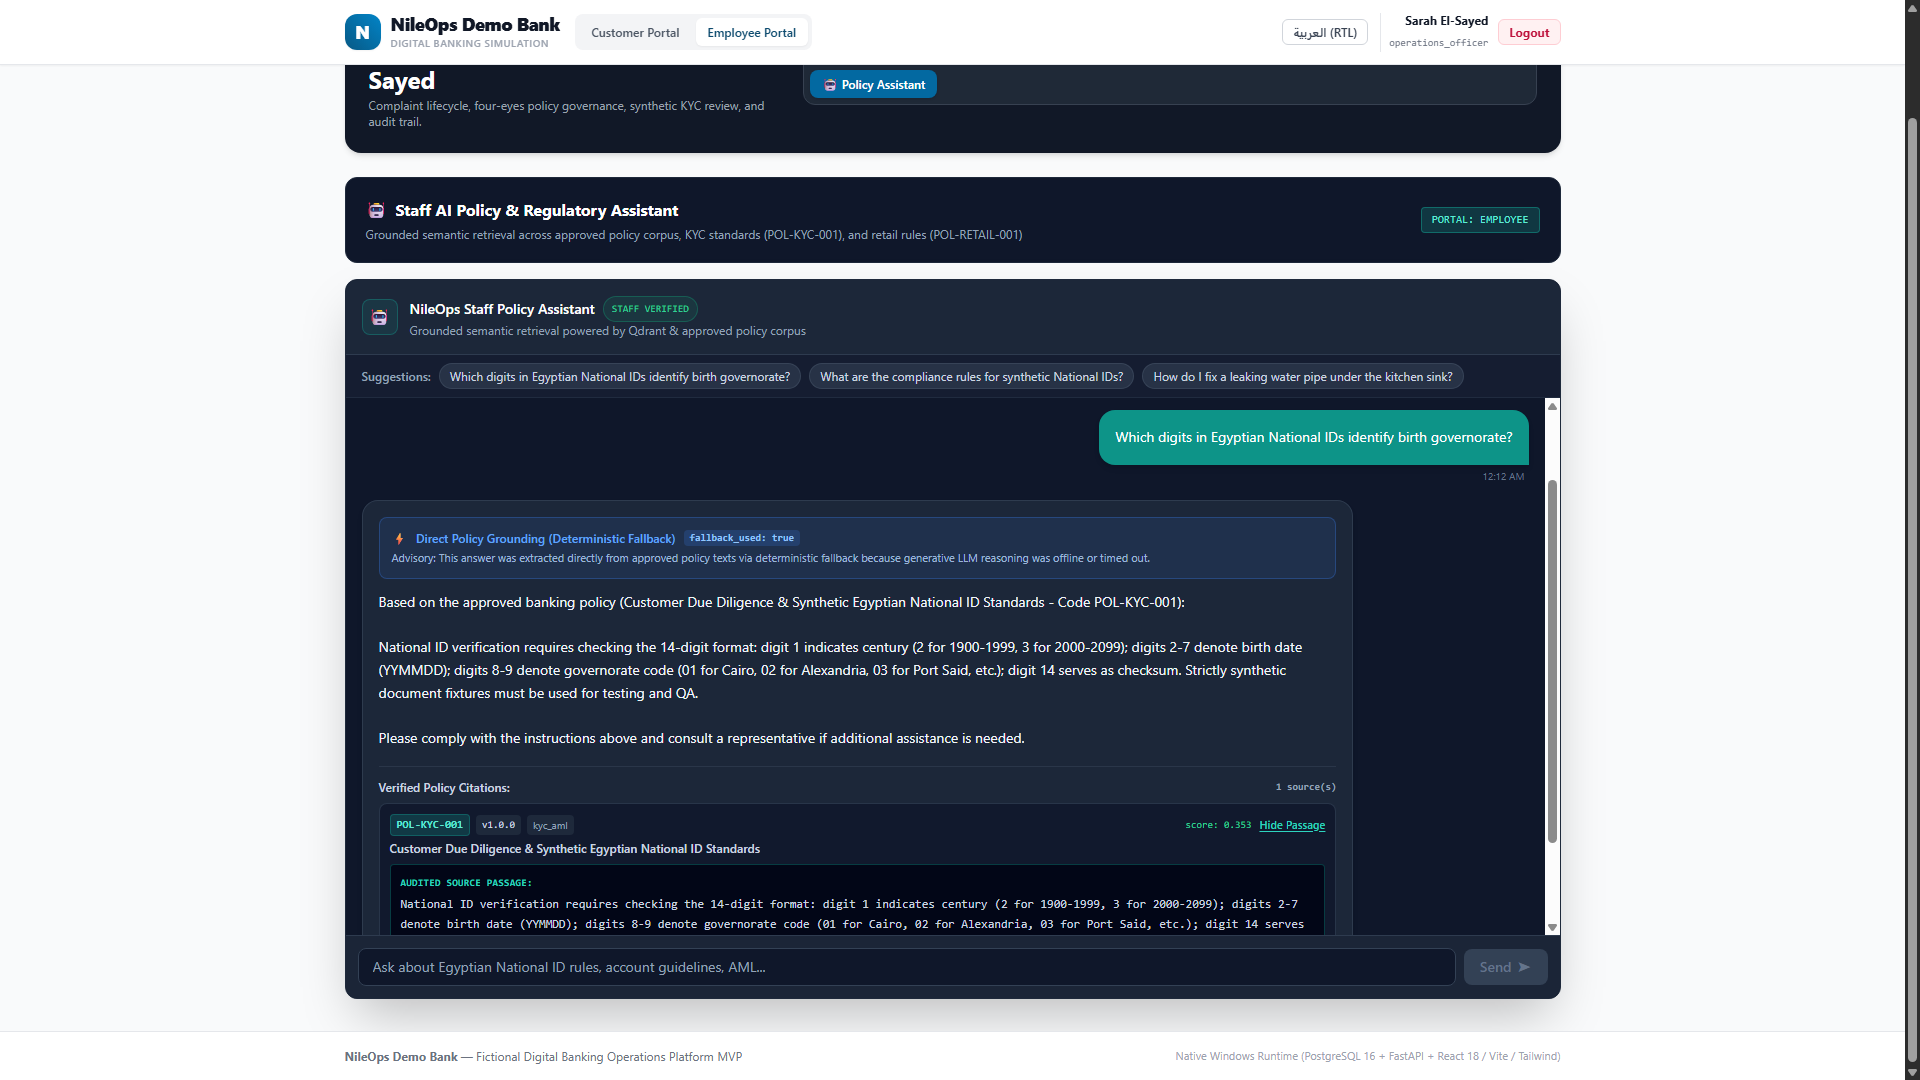 N
NileOps Demo Bank
DIGITAL BANKING SIMULATION
Customer Portal
Employee Portal
العربية (RTL)
Sarah El-Sayed
operations_officer
Logout
Sayed
Complaint lifecycle, four-eyes policy governance, synthetic KYC review, and
audit trail.
Policy Assistant
Staff AI Policy & Regulatory Assistant
Grounded semantic retrieval across approved policy corpus, KYC standards (POL-KYC-001), and retail rules (POL-RETAIL-001)
PORTAL: EMPLOYEE
NileOps Staff Policy Assistant
STAFF VERIFIED
Grounded semantic retrieval powered by Qdrant & approved policy corpus
Suggestions:
Which digits in Egyptian National IDs identify birth governorate?
What are the compliance rules for synthetic National IDs?
How do I fix a leaking water pipe under the kitchen sink?
Which digits in Egyptian National IDs identify birth governorate?
12:12 AM
Direct Policy Grounding (Deterministic Fallback)
fallback_used: true
Advisory: This answer was extracted directly from approved policy texts via deterministic fallback because generative LLM reasoning was offline or timed out.
Based on the approved banking policy (Customer Due Diligence & Synthetic Egyptian National ID Standards - Code POL-KYC-001):
National ID verification requires checking the 14-digit format: digit 1 indicates century (2 for 1900-1999, 3 for 2000-2099); digits 2-7 denote birth date
(YYMMDD); digits 8-9 denote governorate code (01 for Cairo, 02 for Alexandria, 03 for Port Said, etc.); digit 14 serves as checksum. Strictly synthetic
document fixtures must be used for testing and QA.
Please comply with the instructions above and consult a representative if additional assistance is needed.
Verified Policy Citations:
1 source(s)
POL-KYC-001
v1.0.0
kyc_aml
score: 0.353
Hide Passage
Customer Due Diligence & Synthetic Egyptian National ID Standards
AUDITED SOURCE PASSAGE:
National ID verification requires checking the 14-digit format: digit 1 indicates century (2 for 1900-1999, 3 for 2000-2099); digits 2-7
denote birth date (YYMMDD); digits 8-9 denote governorate code (01 for Cairo, 02 for Alexandria, 03 for Port Said, etc.); digit 14 serves
Ask about Egyptian National ID rules, account guidelines, AML...
Send ➤
NileOps Demo Bank — Fictional Digital Banking Operations Platform MVP
Native Windows Runtime (PostgreSQL 16 + FastAPI + React 18 / Vite / Tailwind)